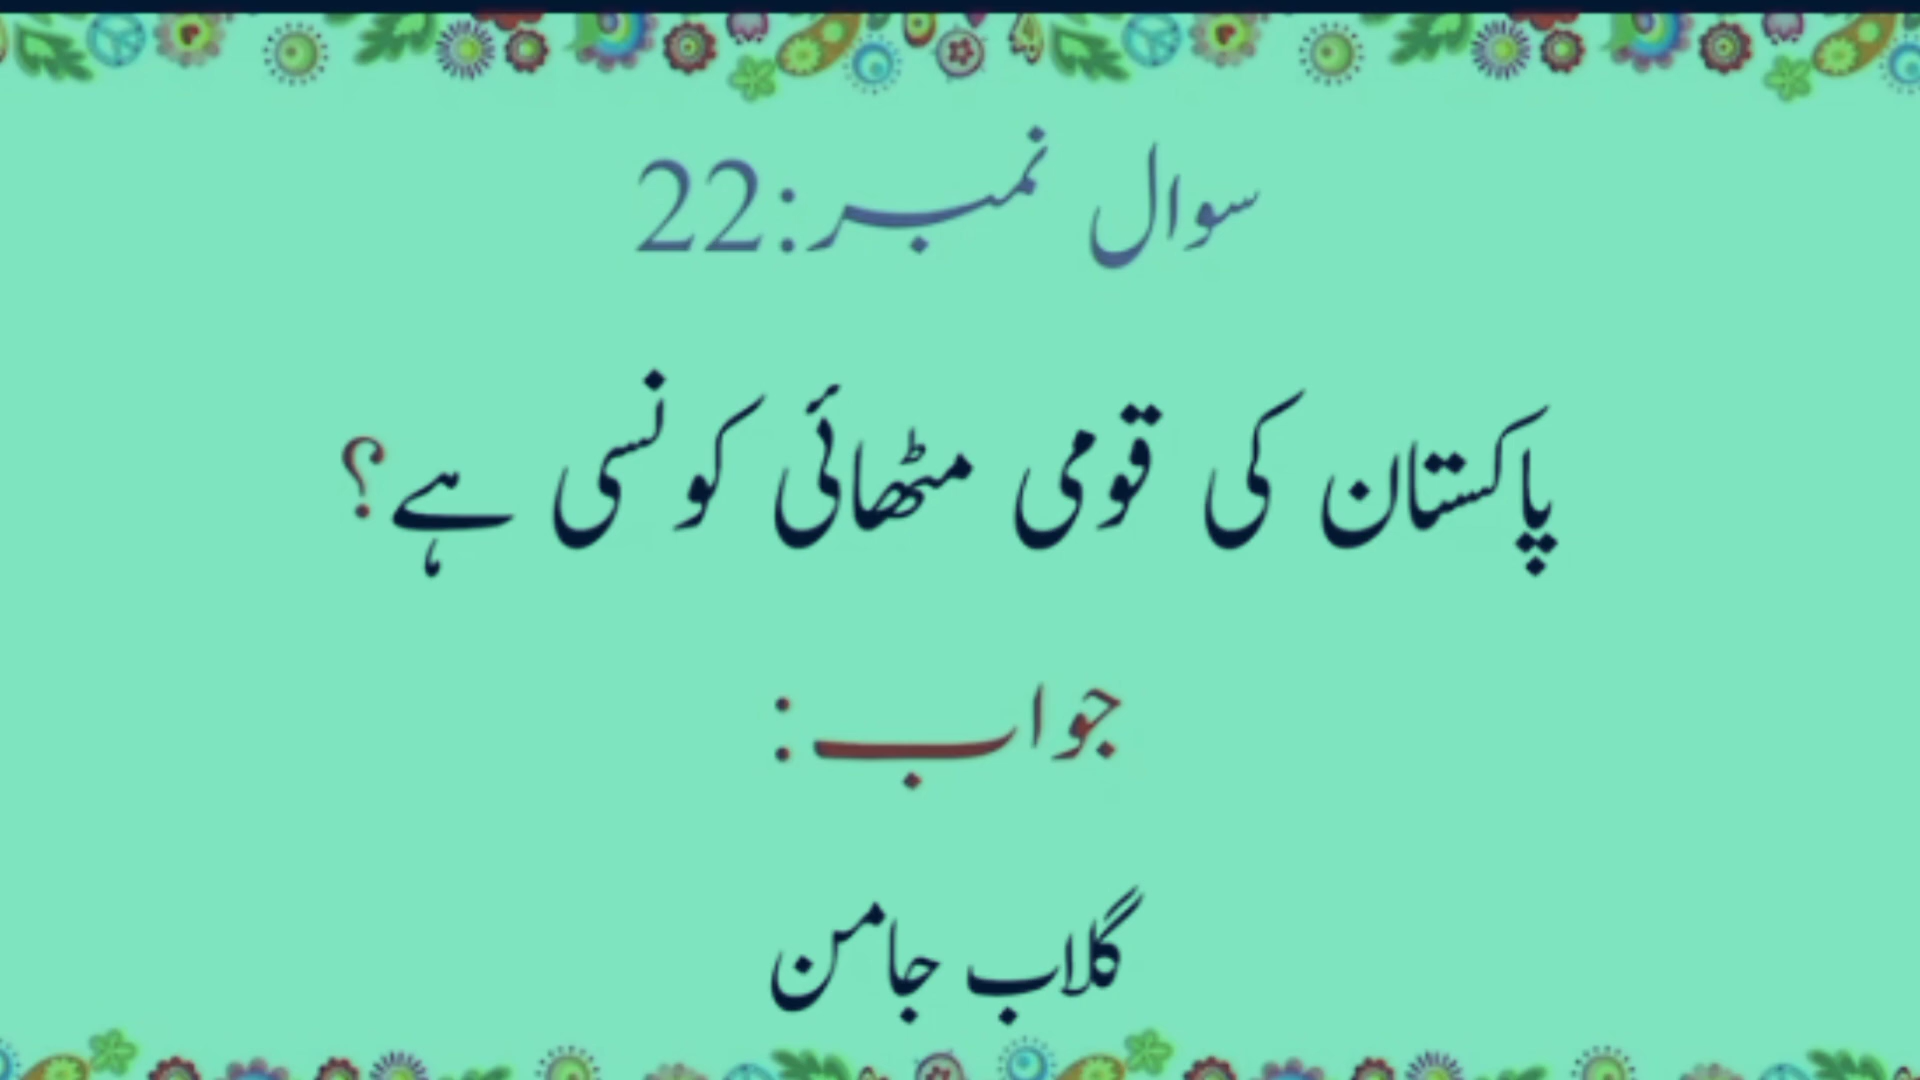 سوال نمبر:22
پاکستان کی قومی مٹھائی کونسی ہے؟
جواب:
گلاب جامن